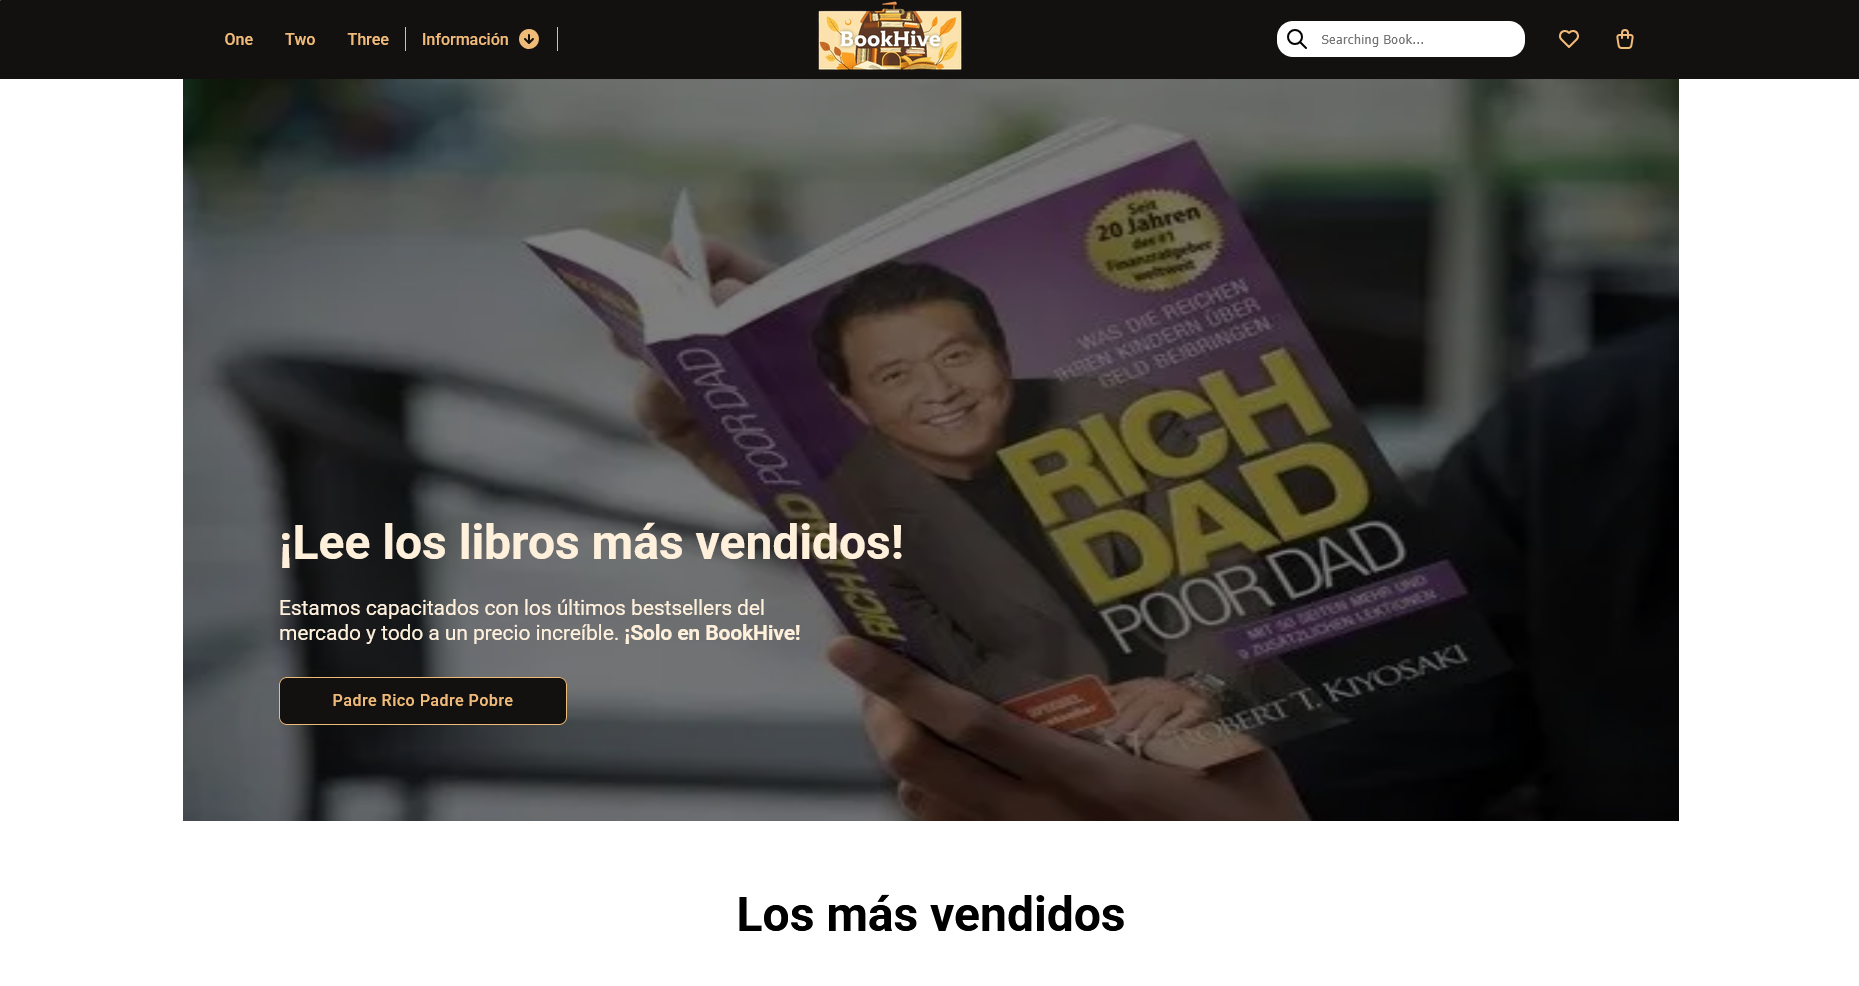 One Two Three Información
BookHive
Searching Book...
Seit
20 Jahren
der #1
Finanzratgeber
weltweit
WAS DIE REICHEN
IHREN KINDERN ÜBER
GELD BEIBRINGEN
RICH
DAD
POOR DAD
MIT 50 SEITEN MEHR UND
9 ZUSÄTZLICHEN LEKTIONEN
ROBERT T. KIYOSAKI
RICH DAD POOR DAD
SPIEGEL
Bestseller
¡Lee los libros más vendidos!
Estamos capacitados con los últimos bestsellers del
mercado y todo a un precio increíble. ¡Solo en BookHive!
Padre Rico Padre Pobre
Los más vendidos